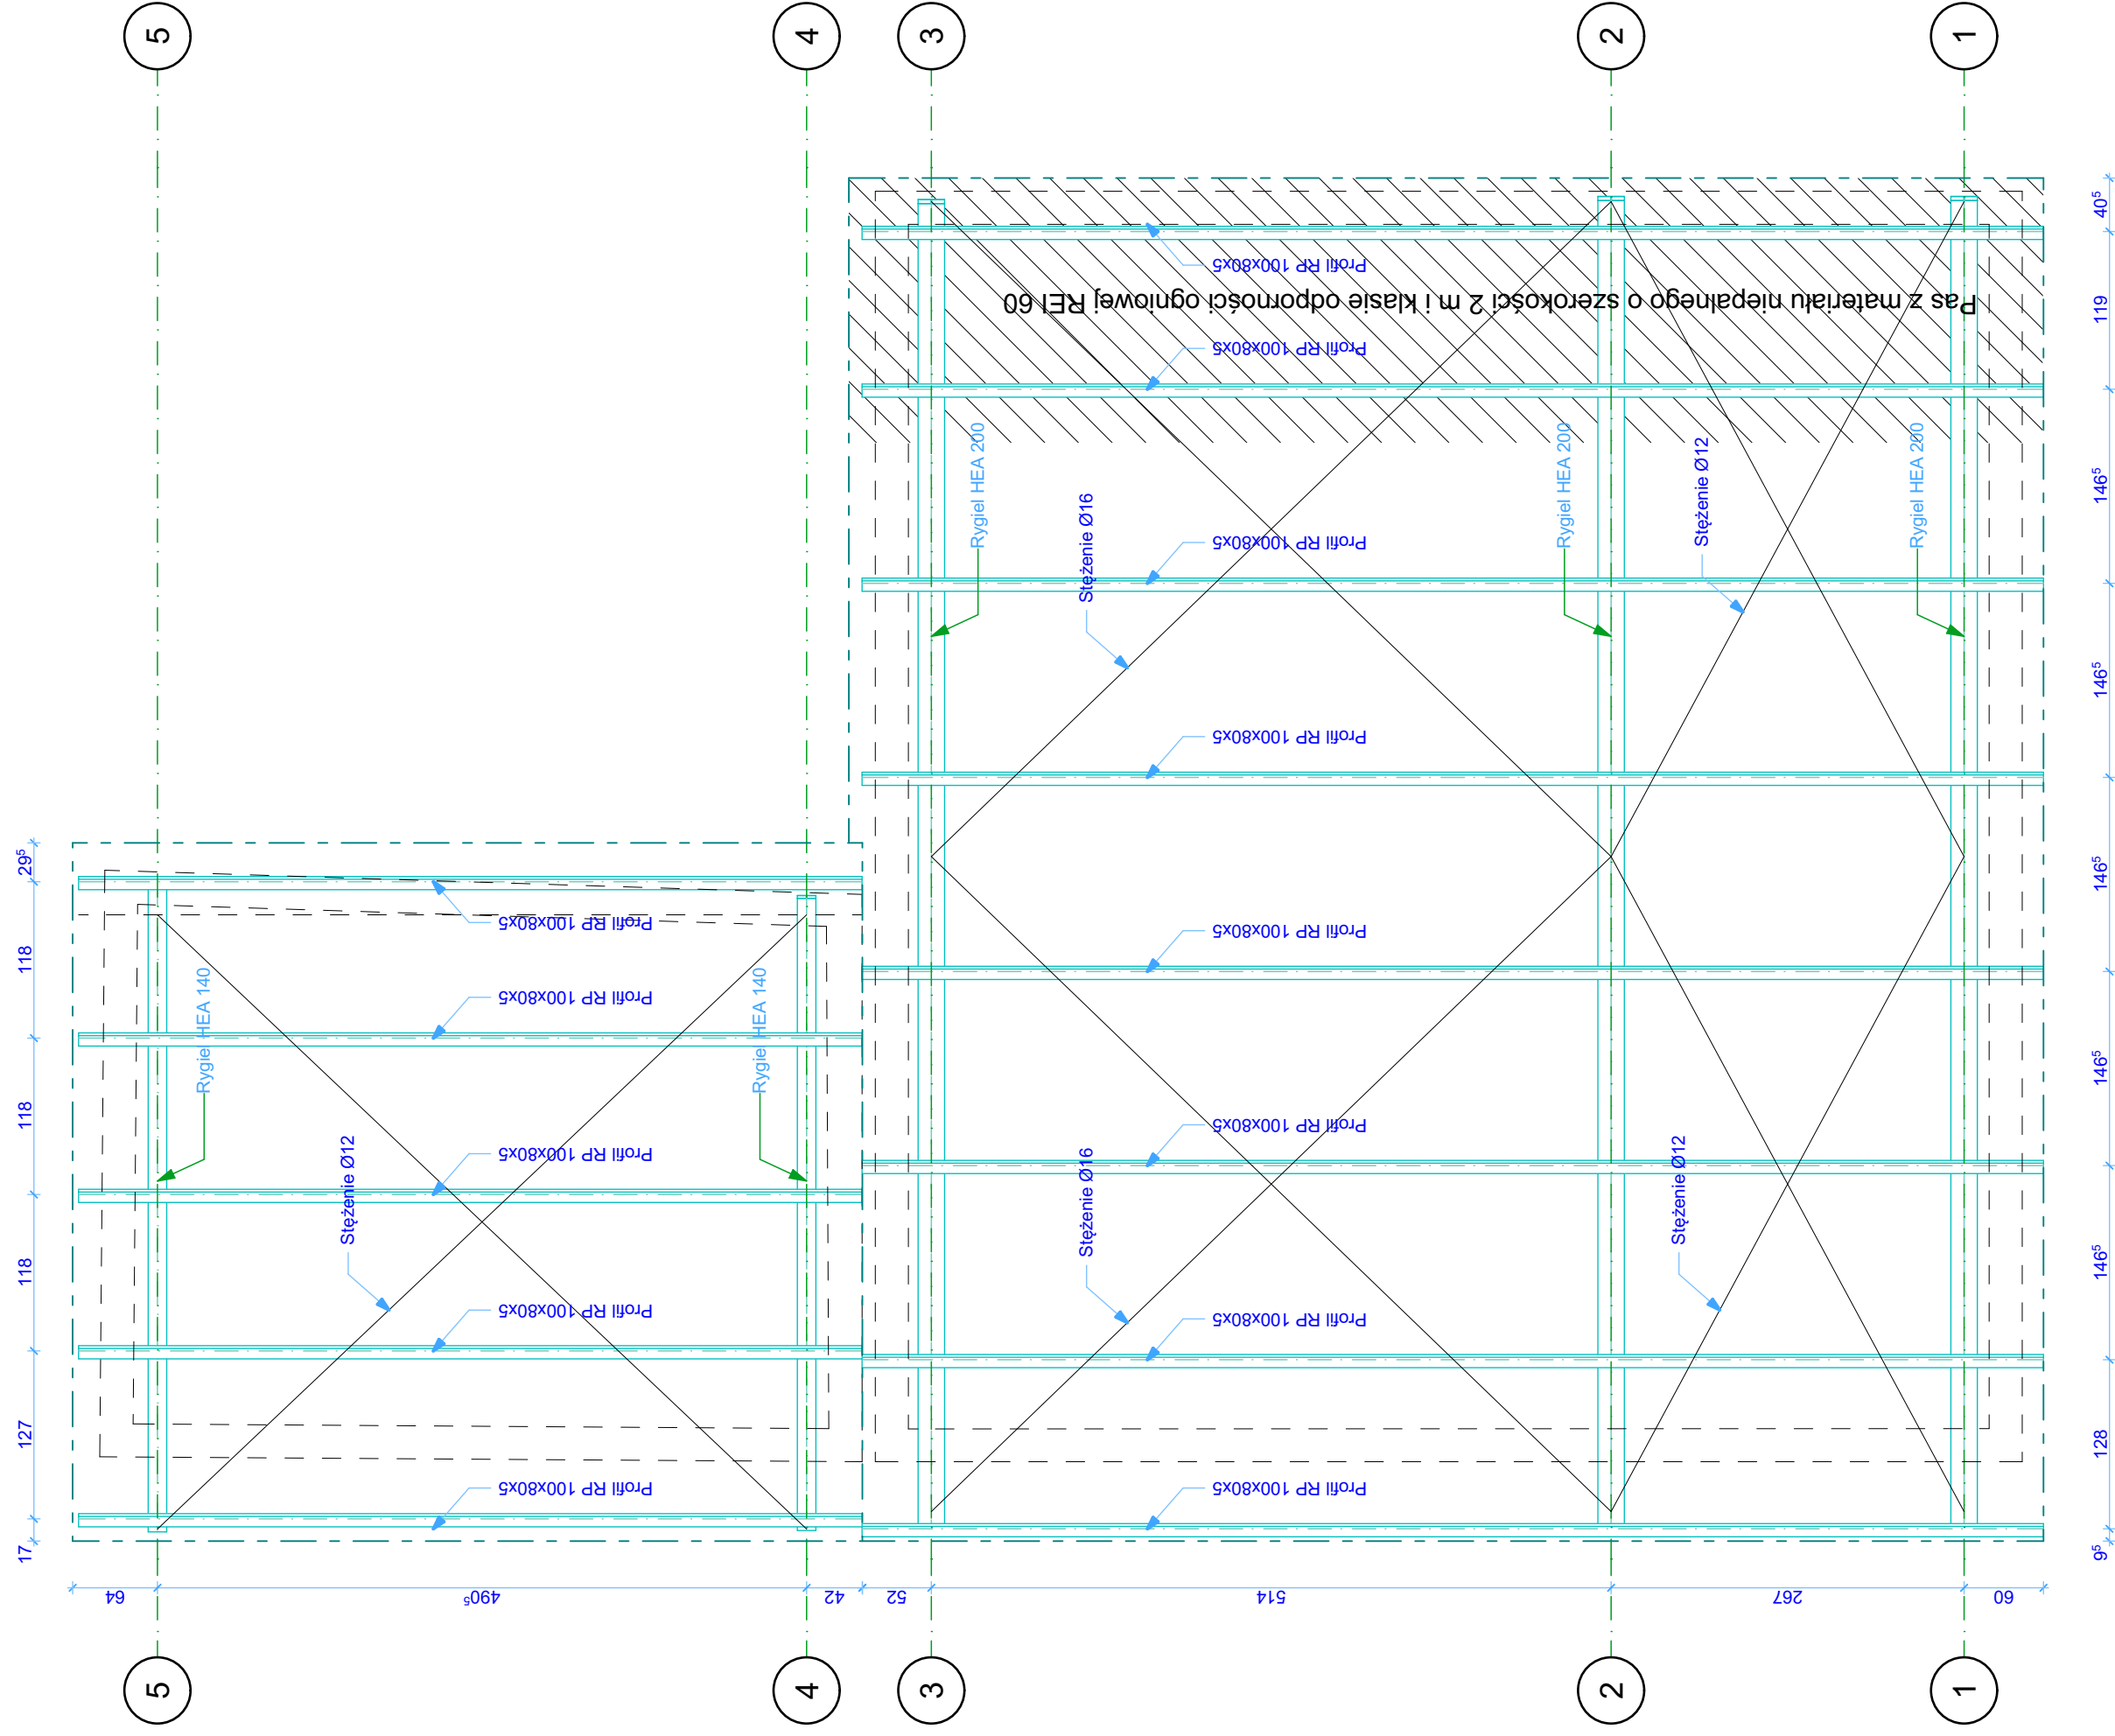 5
4
3
2
1
Profil RP 100x80x5
Pas z materiału niepalnego o szerokości 2 m i klasie odporności ogniowej REI 60
Profil RP 100x80x5
Rygiel HEA 200
Rygiel HEA 200
Rygiel HEA 200
Stężenie Ø16
Stężenie Ø12
Profil RP 100x80x5
Profil RP 100x80x5
Profil RP 100x80x5
Profil RP 100x80x5
Profil RP 100x80x5
Profil RP 100x80x5
Stężenie Ø16
Stężenie Ø12
Profil RP 100x80x5
Profil RP 100x80x5
Rygiel HEA 140
Rygiel HEA 140
Profil RP 100x80x5
Stężenie Ø12
Profil RP 100x80x5
Profil RP 100x80x5
29⁵
118
118
118
127
17
40⁵
119
146⁵
146⁵
146⁵
146⁵
146⁵
128
9⁵
64
490⁵
42
52
514
267
60
5
4
3
2
1